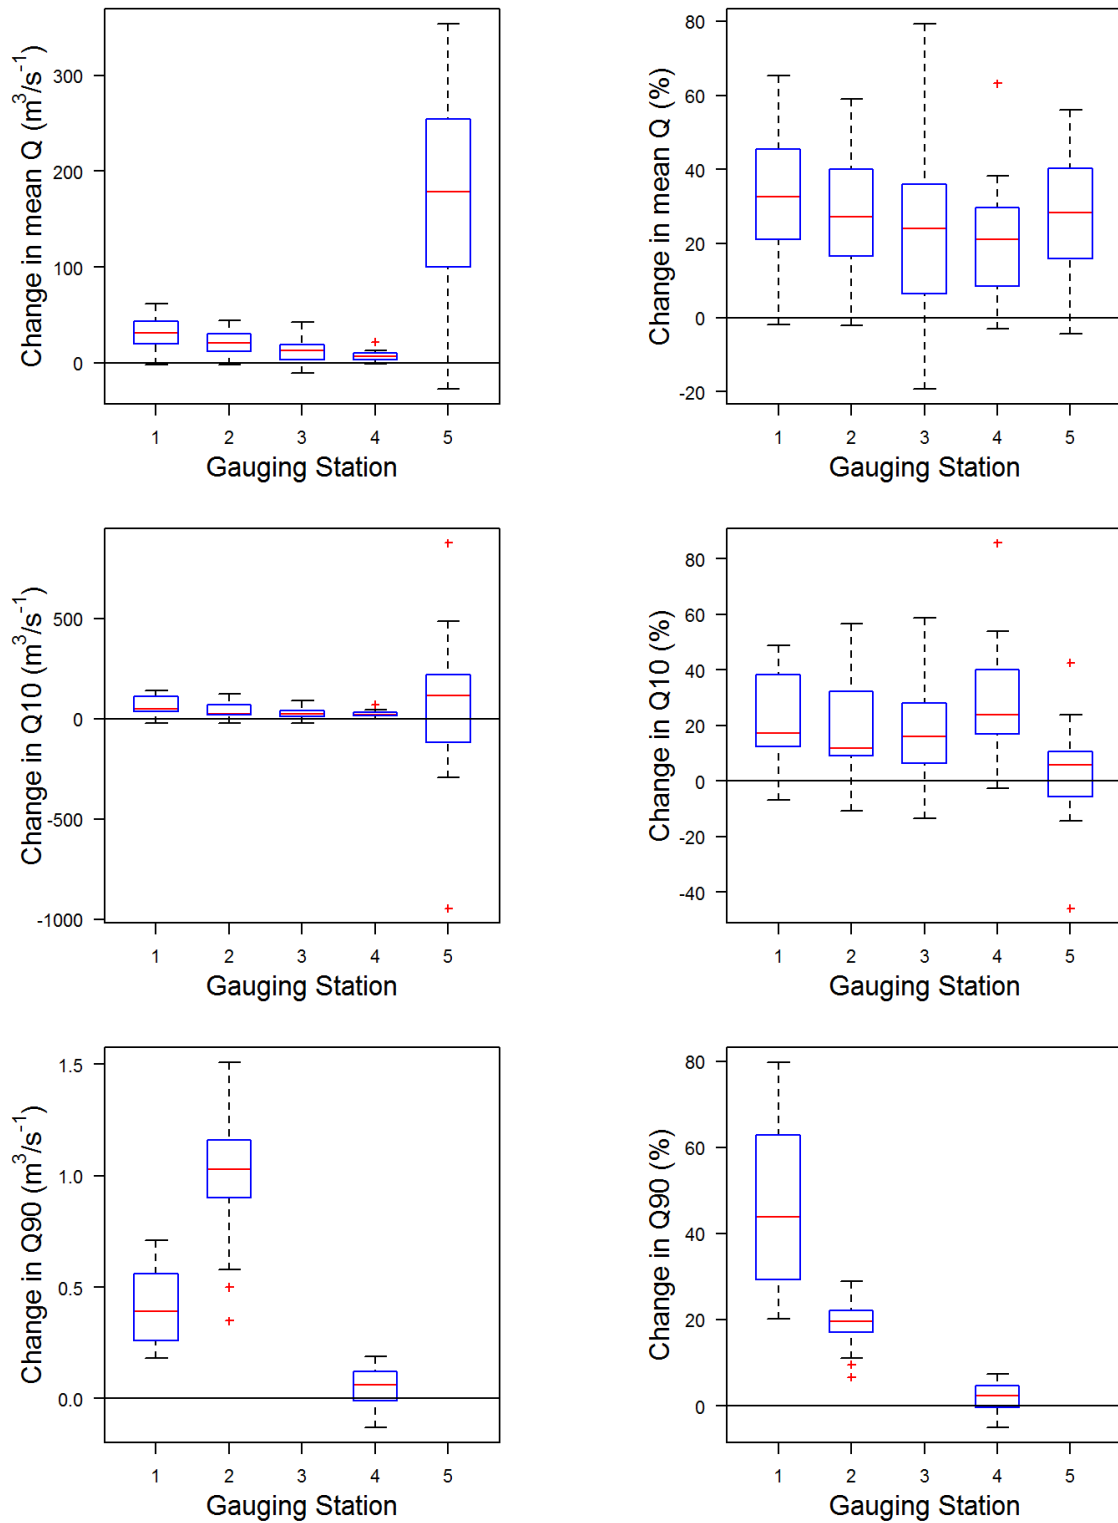 Change in mean Q (m³/s⁻¹)
300
200
100
0
1 2 3 4 5
Gauging Station
Change in mean Q (%)
80
60
40
20
0
-20
1 2 3 4 5
Gauging Station
Change in Q10 (m³/s⁻¹)
500
0
-500
-1000
1 2 3 4 5
Gauging Station
Change in Q10 (%)
80
60
40
20
0
-20
-40
1 2 3 4 5
Gauging Station
Change in Q90 (m³/s⁻¹)
1.5
1.0
0.5
0.0
1 2 3 4 5
Gauging Station
Change in Q90 (%)
80
60
40
20
0
1 2 3 4 5
Gauging Station